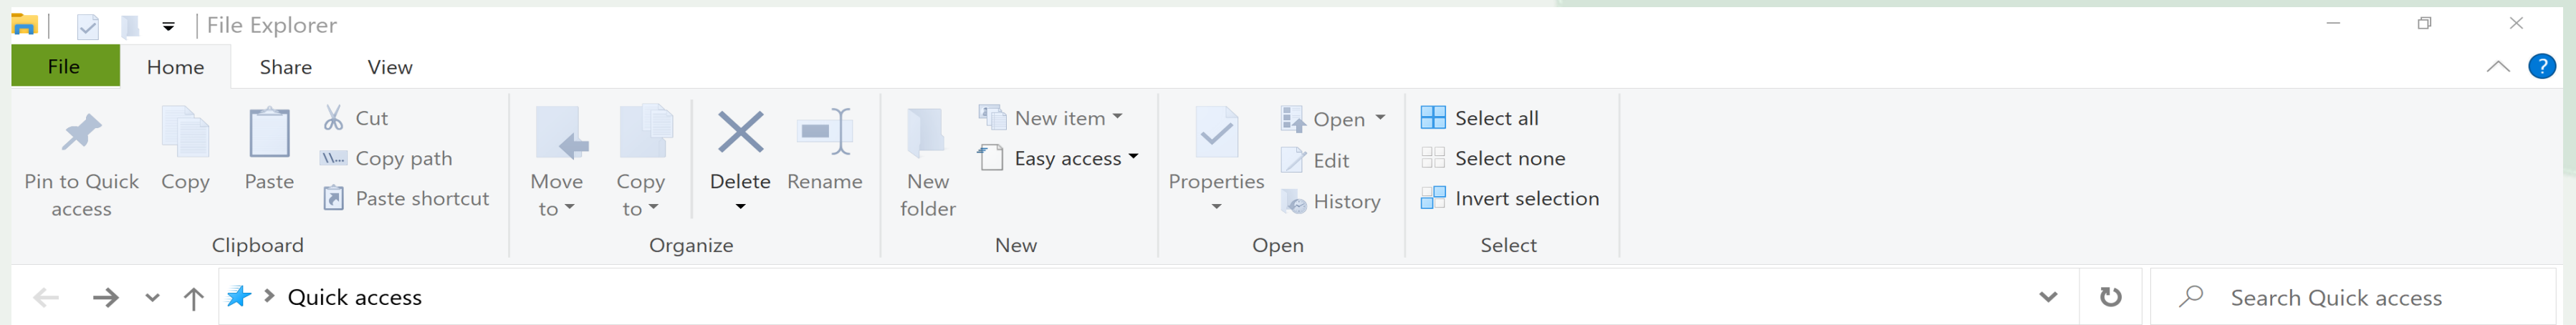 File Explorer
File
Home
Share
View
?
Pin to Quick
access
Copy
Paste
Cut
\\...
Copy path
Paste shortcut
Clipboard
Move
to
Copy
to
Delete
Rename
Organize
New
folder
New item
Easy access
New
Properties
Open
Edit
History
Open
Select all
Select none
Invert selection
Select
Quick access
Search Quick access